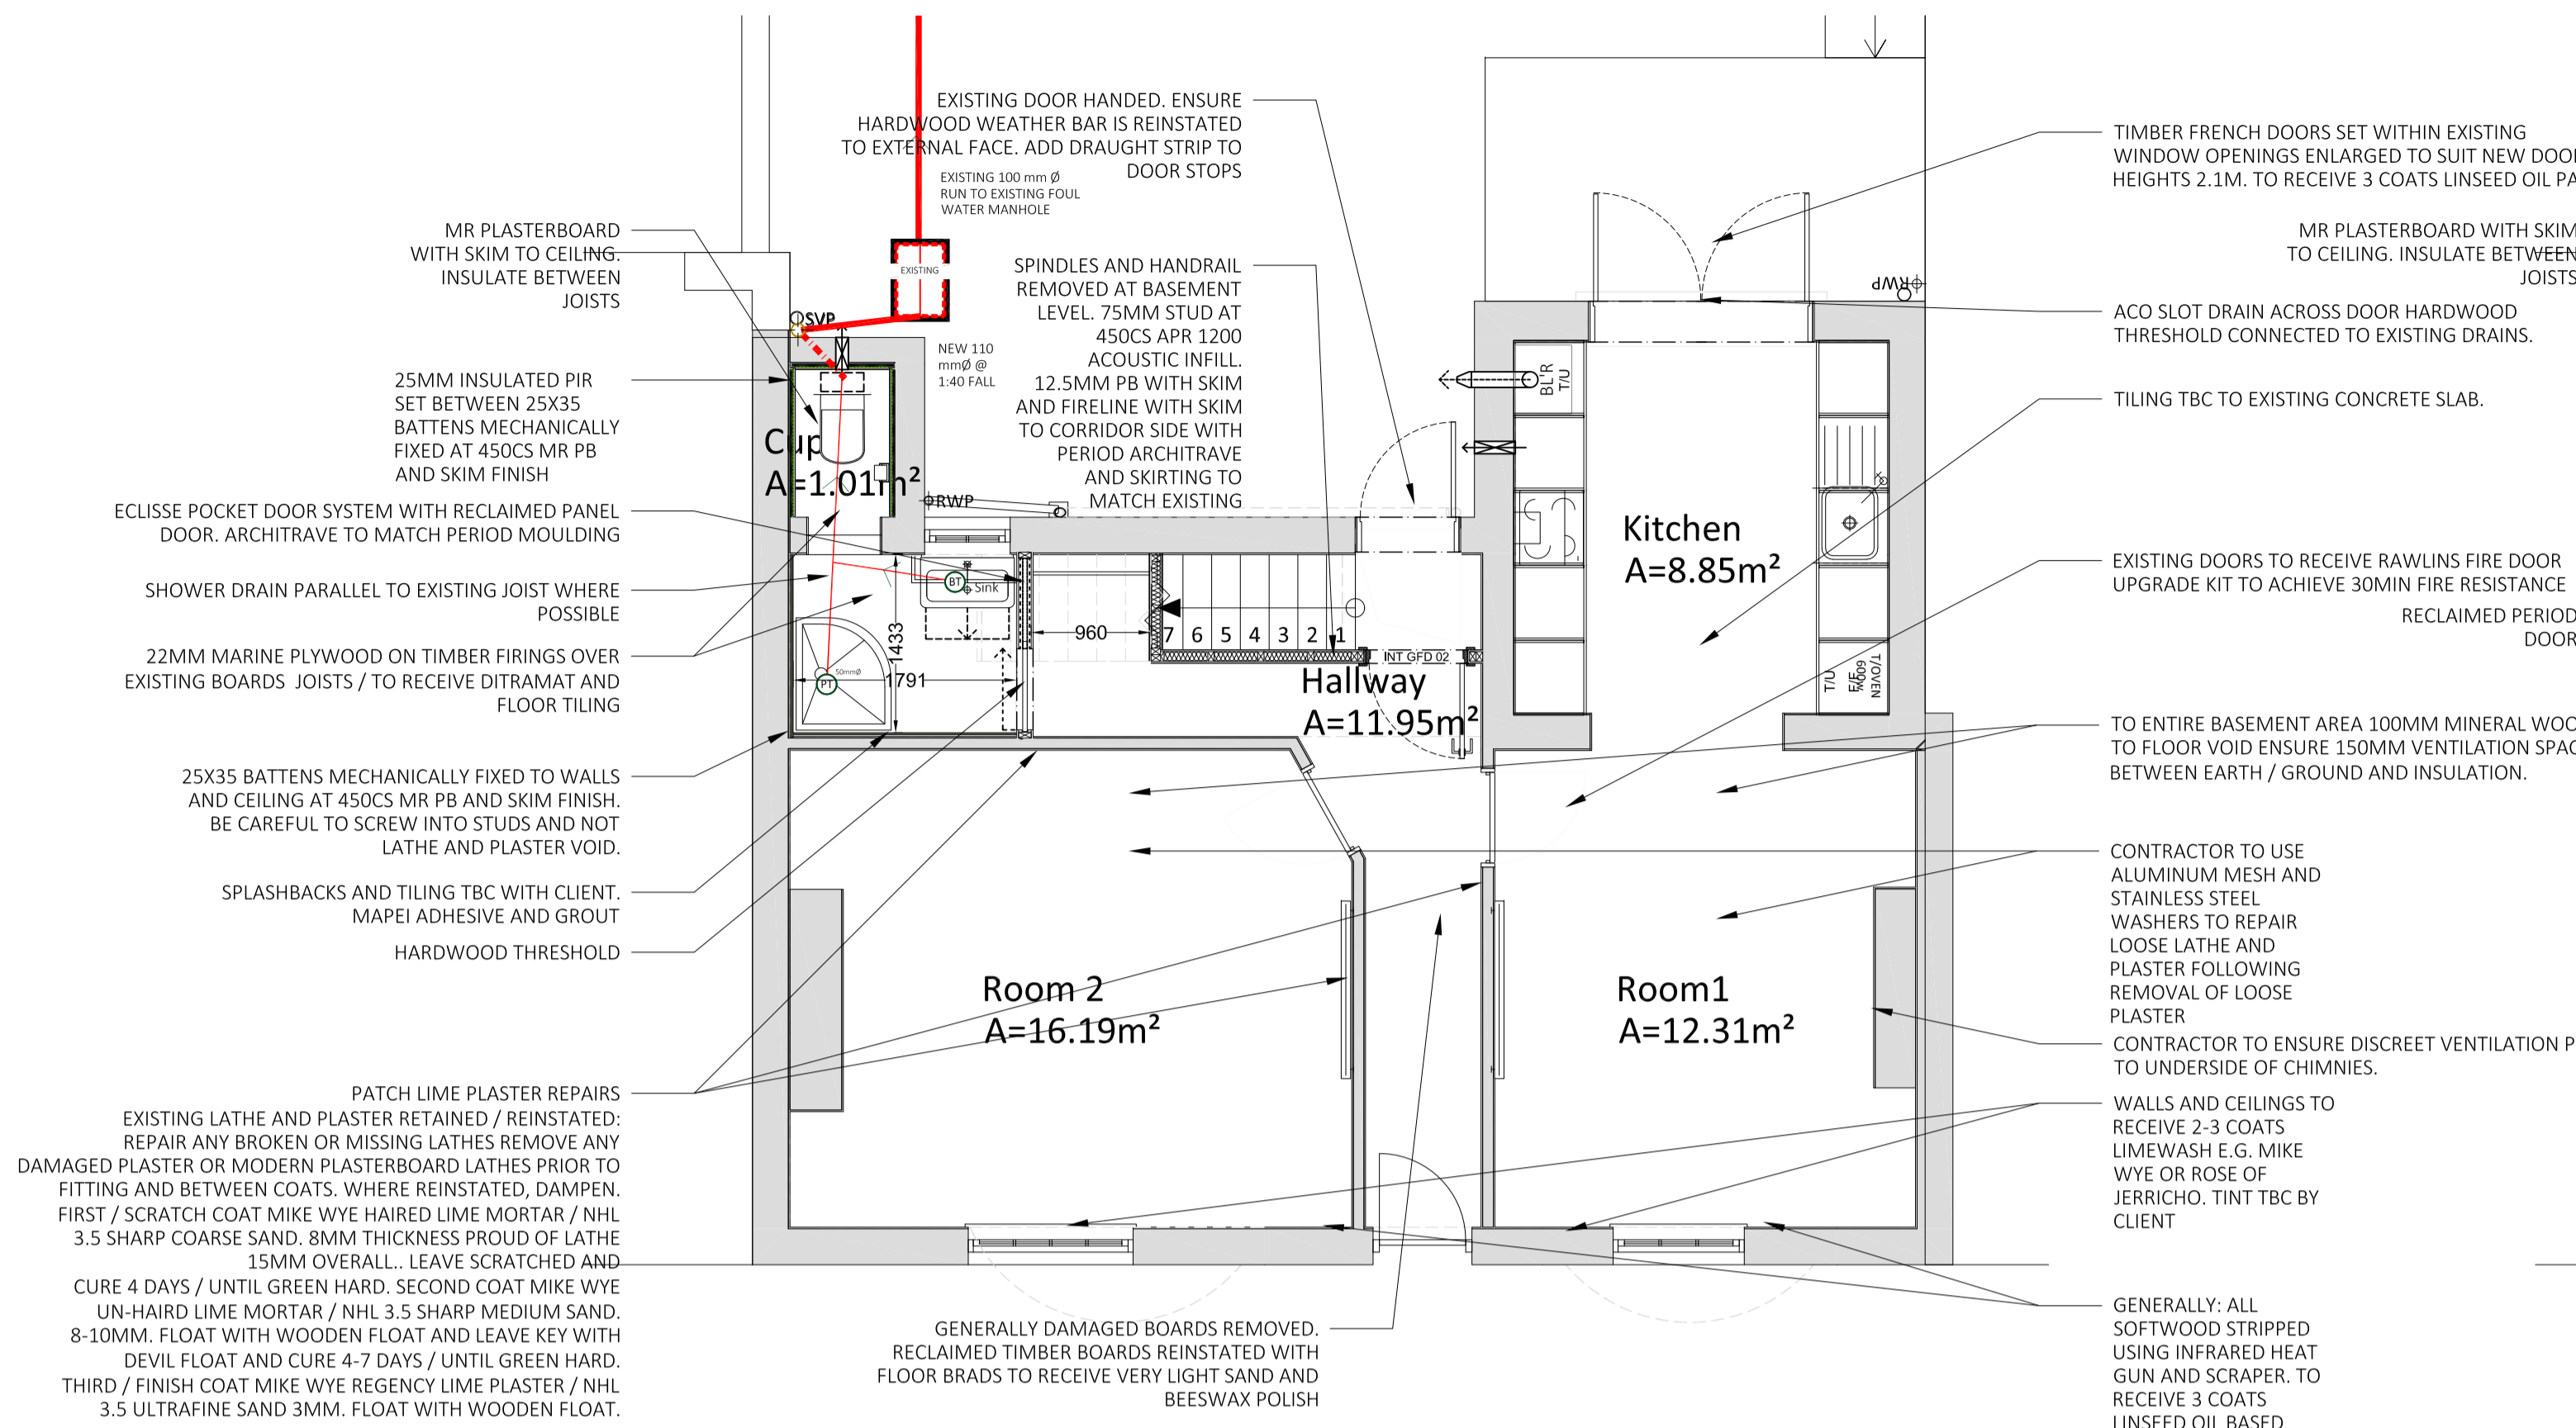 EXISTING DOOR HANDED. ENSURE
HARDWOOD WEATHER BAR IS REINSTATED
TO EXTERNAL FACE. ADD DRAUGHT STRIP TO
DOOR STOPS
EXISTING 100 mm Ø
RUN TO EXISTING FOUL
WATER MANHOLE
MR PLASTERBOARD
WITH SKIM TO CEILING.
INSULATE BETWEEN
JOISTS
EXISTING
SVP
NEW 110
mmØ @
1:40 FALL
SPINDLES AND HANDRAIL
REMOVED AT BASEMENT
LEVEL. 75MM STUD AT
450CS APR 1200
ACOUSTIC INFILL.
12.5MM PB WITH SKIM
AND FIRELINE WITH SKIM
TO CORRIDOR SIDE WITH
PERIOD ARCHITRAVE
AND SKIRTING TO
MATCH EXISTING
25MM INSULATED PIR
SET BETWEEN 25X35
BATTENS MECHANICALLY
FIXED AT 450CS MR PB
AND SKIM FINISH
Cup
A=1.01m²
RWP
ECLISSE POCKET DOOR SYSTEM WITH RECLAIMED PANEL
DOOR. ARCHITRAVE TO MATCH PERIOD MOULDING
SHOWER DRAIN PARALLEL TO EXISTING JOIST WHERE
POSSIBLE
22MM MARINE PLYWOOD ON TIMBER FIRINGS OVER
EXISTING BOARDS  JOISTS / TO RECEIVE DITRAMAT AND
FLOOR TILING
BT
Sink
1433
960
7 6 5 4 3 2 1
50mmØ
PT
1791
INT GFD 02
Hallway
A=11.95m²
25X35 BATTENS MECHANICALLY FIXED TO WALLS
AND CEILING AT 450CS MR PB AND SKIM FINISH.
BE CAREFUL TO SCREW INTO STUDS AND NOT
LATHE AND PLASTER VOID.
SPLASHBACKS AND TILING TBC WITH CLIENT.
MAPEI ADHESIVE AND GROUT
HARDWOOD THRESHOLD
Room 2
A=16.19m²
PATCH LIME PLASTER REPAIRS
EXISTING LATHE AND PLASTER RETAINED / REINSTATED:
REPAIR ANY BROKEN OR MISSING LATHES REMOVE ANY
DAMAGED PLASTER OR MODERN PLASTERBOARD LATHES PRIOR TO
FITTING AND BETWEEN COATS. WHERE REINSTATED, DAMPEN.
FIRST / SCRATCH COAT MIKE WYE HAIRED LIME MORTAR / NHL
3.5 SHARP COARSE SAND. 8MM THICKNESS PROUD OF LATHE
15MM OVERALL.. LEAVE SCRATCHED AND
CURE 4 DAYS / UNTIL GREEN HARD. SECOND COAT MIKE WYE
UN-HAIRD LIME MORTAR / NHL 3.5 SHARP MEDIUM SAND.
8-10MM. FLOAT WITH WOODEN FLOAT AND LEAVE KEY WITH
DEVIL FLOAT AND CURE 4-7 DAYS / UNTIL GREEN HARD.
THIRD / FINISH COAT MIKE WYE REGENCY LIME PLASTER / NHL
3.5 ULTRAFINE SAND 3MM. FLOAT WITH WOODEN FLOAT.
GENERALLY DAMAGED BOARDS REMOVED.
RECLAIMED TIMBER BOARDS REINSTATED WITH
FLOOR BRADS TO RECEIVE VERY LIGHT SAND AND
BEESWAX POLISH
BL'R
T/U
Kitchen
A=8.85m²
T/U
F/F
600W
T/OVEN
Room1
A=12.31m²
TIMBER FRENCH DOORS SET WITHIN EXISTING
WINDOW OPENINGS ENLARGED TO SUIT NEW DOOR
HEIGHTS 2.1M. TO RECEIVE 3 COATS LINSEED OIL PA
MR PLASTERBOARD WITH SKIM
TO CEILING. INSULATE BETWEEN
JOISTS
RWP
ACO SLOT DRAIN ACROSS DOOR HARDWOOD
THRESHOLD CONNECTED TO EXISTING DRAINS.
TILING TBC TO EXISTING CONCRETE SLAB.
EXISTING DOORS TO RECEIVE RAWLINS FIRE DOOR
UPGRADE KIT TO ACHIEVE 30MIN FIRE RESISTANCE
RECLAIMED PERIOD
DOOR
TO ENTIRE BASEMENT AREA 100MM MINERAL WOO
TO FLOOR VOID ENSURE 150MM VENTILATION SPAC
BETWEEN EARTH / GROUND AND INSULATION.
CONTRACTOR TO USE
ALUMINUM MESH AND
STAINLESS STEEL
WASHERS TO REPAIR
LOOSE LATHE AND
PLASTER FOLLOWING
REMOVAL OF LOOSE
PLASTER
CONTRACTOR TO ENSURE DISCREET VENTILATION P
TO UNDERSIDE OF CHIMNIES.
WALLS AND CEILINGS TO
RECEIVE 2-3 COATS
LIMEWASH E.G. MIKE
WYE OR ROSE OF
JERRICHO. TINT TBC BY
CLIENT
GENERALLY: ALL
SOFTWOOD STRIPPED
USING INFRARED HEAT
GUN AND SCRAPER. TO
RECEIVE 3 COATS
LINSEED OIL BASED